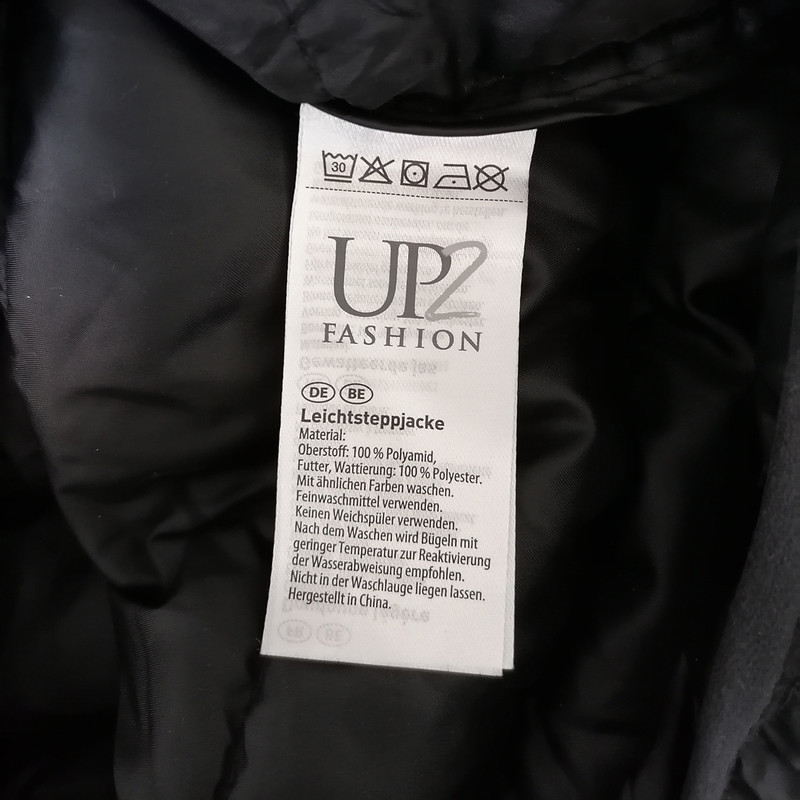 30
UP2
FASHION
DE BE
Leichtsteppjacke
Material:
Oberstoff: 100 % Polyamid,
Futter, Wattierung: 100 % Polyester.
Mit ähnlichen Farben waschen.
Feinwaschmittel verwenden.
Keinen Weichspüler verwenden.
Nach dem Waschen wird Bügeln mit
geringer Temperatur zur Reaktivierung
der Wasserabweisung empfohlen.
Nicht in der Waschlauge liegen lassen.
Hergestellt in China.